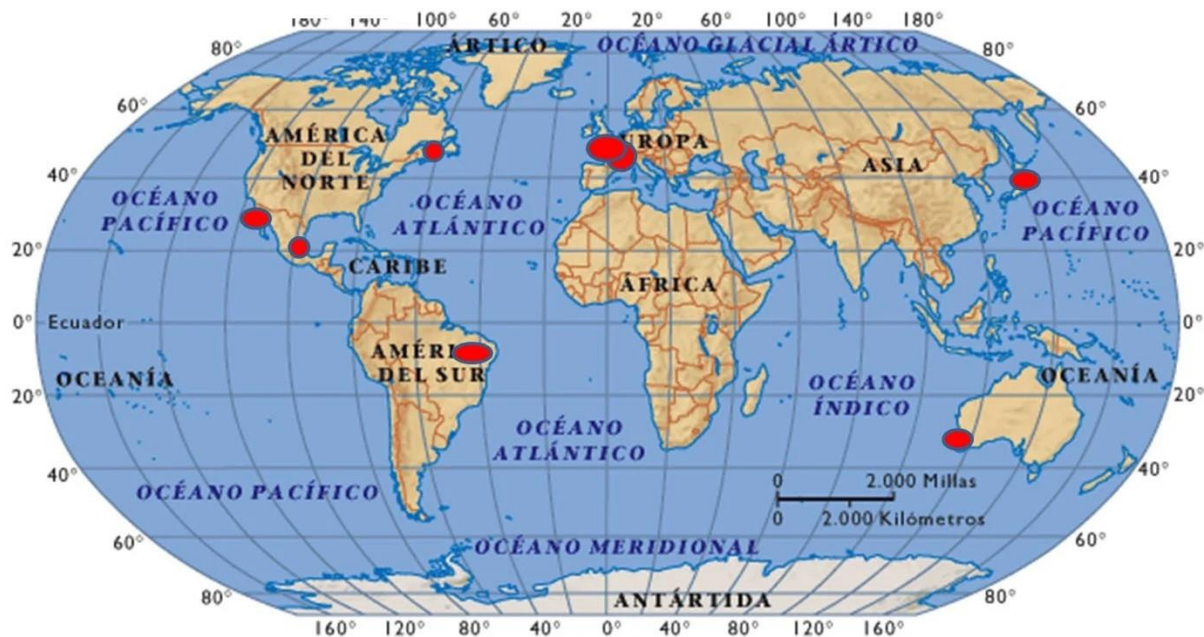 180° 140° 100° 60° 20° 20° 60° 100° 140° 180°
80° ÁRTICO OCÉANO GLACIAL ÁRTICO 80°
60° 60°
AMÉRICA
DEL
NORTE
UROPA
ASIA
40° 40°
OCÉANO
PACÍFICO
OCÉANO
ATLÁNTICO
OCÉANO
PACÍFICO
20° 20°
CARIBE
ÁFRICA
0° Ecuador 0°
AMÉRI
DEL SUR
OCEANÍA
OCEANÍA
20° 20°
OCÉANO
ÍNDICO
OCÉANO
ATLÁNTICO
40° 40°
OCÉANO PACÍFICO
0 2.000 Millas
0 2.000 Kilómetros
60° 60°
OCÉANO MERIDIONAL
80° ANTÁRTIDA 80°
160° 120° 80° 40° 0° 40° 80° 120° 160°